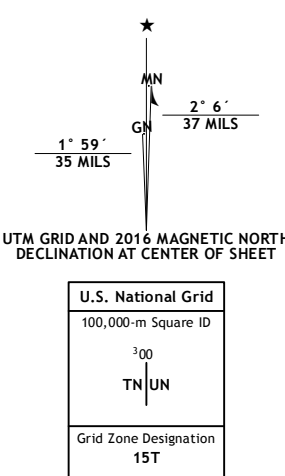 ★
MN
GN
2° 6´
37 MILS
1° 59´
35 MILS
UTM GRID AND 2016 MAGNETIC NORTH
DECLINATION AT CENTER OF SHEET
U.S. National Grid
100,000-m Square ID
³00
TN UN
Grid Zone Designation
15T